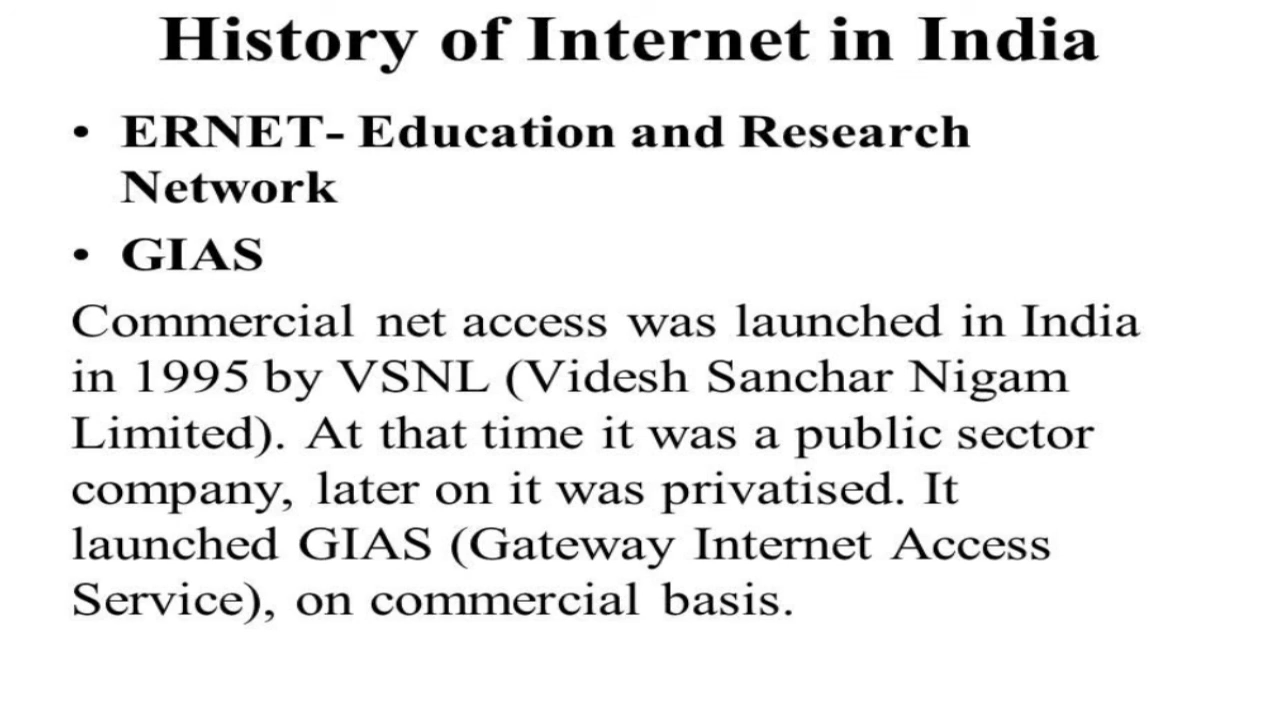 History of Internet in India
• ERNET- Education and Research
Network
• GIAS
Commercial net access was launched in India
in 1995 by VSNL (Videsh Sanchar Nigam
Limited). At that time it was a public sector
company, later on it was privatised. It
launched GIAS (Gateway Internet Access
Service), on commercial basis.